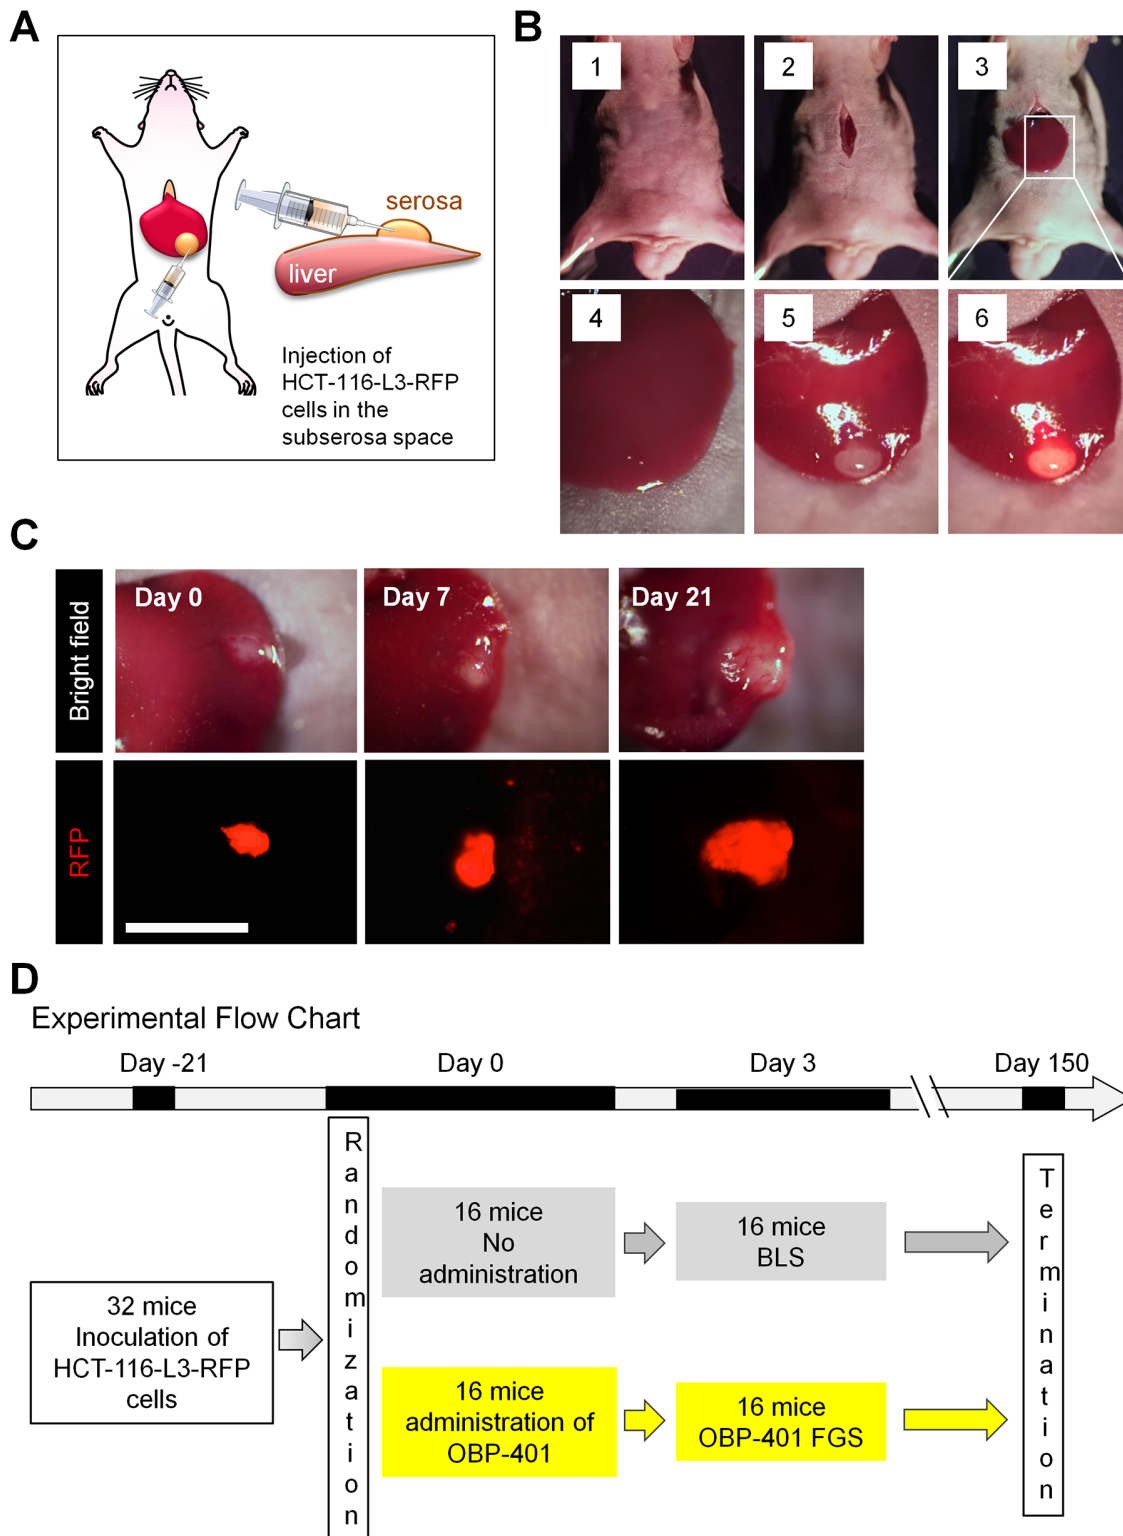 A
serosa
liver
Injection of
HCT-116-L3-RFP
cells in the
subserosa space
B
1
2
3
4
5
6
C
Bright field
Day 0
Day 7
Day 21
RFP
D
Experimental Flow Chart
Day -21
Day 0
Day 3
Day 150
32 mice
Inoculation of
HCT-116-L3-RFP
cells
Randomization
16 mice
No
administration
16 mice
BLS
16 mice
administration of
OBP-401
16 mice
OBP-401 FGS
Termination